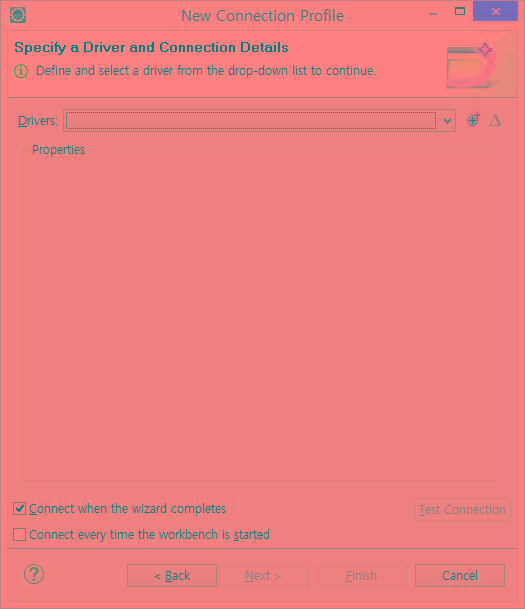 New Connection Profile
Specify a Driver and Connection Details
Define and select a driver from the drop-down list to continue.
Drivers:
Properties
Connect when the wizard completes
Test Connection
Connect every time the workbench is started
< Back
Next >
Finish
Cancel